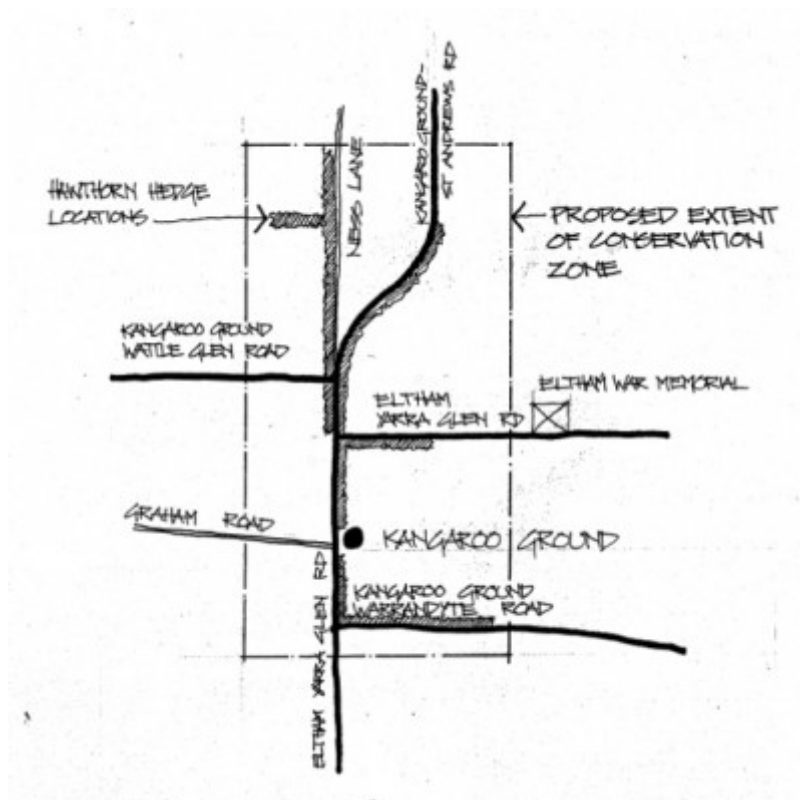 KANGAROO GROUND-
ST ANDREWS RD
NESS LANE
HAWTHORN HEDGE
LOCATIONS
PROPOSED EXTENT
OF CONSERVATION
ZONE
KANGAROO GROUND
WATTLE GLEN ROAD
ELTHAM WAR MEMORIAL
ELTHAM
YARRA GLEN RD
GRAHAM ROAD
KANGAROO GROUND
KANGAROO GROUND
WARRANDYTE ROAD
ELTHAM YARRA GLEN RD